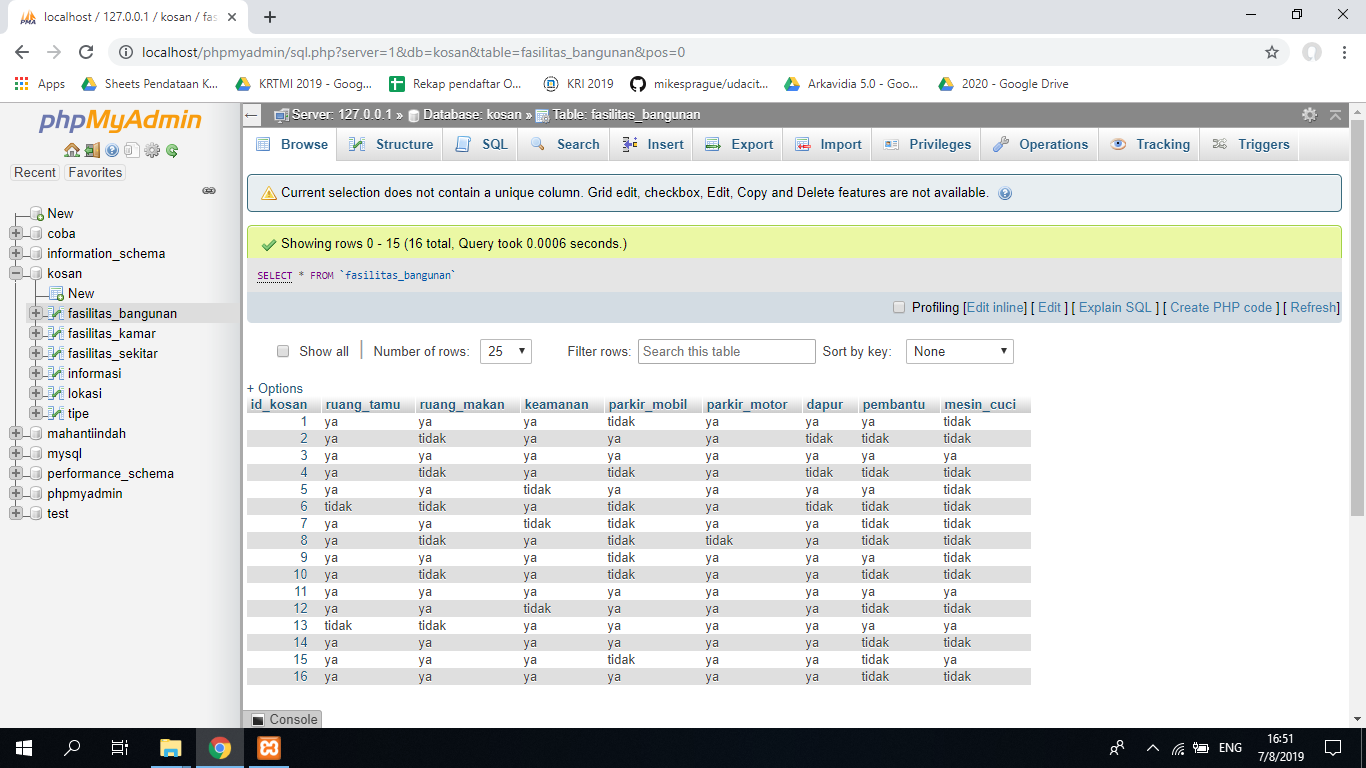 localhost / 127.0.0.1 / kosan / fas
localhost/phpmyadmin/sql.php?server=1&db=kosan&table=fasilitas_bangunan&pos=0
Apps Sheets Pendataan K... KRTMI 2019 - Goog... Rekap pendaftar O... KRI 2019 mikesprague/udacit... Arkavidia 5.0 - Goo... 2020 - Google Drive
phpMyAdmin
Recent Favorites
New
coba
information_schema
kosan
New
fasilitas_bangunan
fasilitas_kamar
fasilitas_sekitar
informasi
lokasi
tipe
mahantiindah
mysql
performance_schema
phpmyadmin
test
Server: 127.0.0.1 » Database: kosan » Table: fasilitas_bangunan
Browse Structure SQL Search Insert Export Import Privileges Operations Tracking Triggers
Current selection does not contain a unique column. Grid edit, checkbox, Edit, Copy and Delete features are not available.
Showing rows 0 - 15 (16 total, Query took 0.0006 seconds.)
SELECT * FROM `fasilitas_bangunan`
Profiling [Edit inline] [ Edit ] [ Explain SQL ] [ Create PHP code ] [ Refresh]
Show all | Number of rows: 25 Filter rows: Search this table Sort by key: None
+ Options
id_kosan ruang_tamu ruang_makan keamanan parkir_mobil parkir_motor dapur pembantu mesin_cuci
1 ya ya ya tidak ya ya ya tidak
2 ya tidak ya ya ya tidak tidak tidak
3 ya ya ya ya ya ya ya ya
4 ya tidak ya tidak ya tidak tidak tidak
5 ya ya tidak ya ya ya ya tidak
6 tidak tidak ya tidak ya tidak tidak tidak
7 ya ya tidak tidak ya ya tidak tidak
8 ya tidak ya tidak tidak ya tidak tidak
9 ya ya ya tidak ya ya ya tidak
10 ya tidak ya tidak ya ya tidak tidak
11 ya ya ya ya ya ya ya ya
12 ya ya tidak ya ya ya tidak tidak
13 tidak tidak ya ya ya ya ya ya
14 ya ya ya ya ya ya tidak tidak
15 ya ya ya tidak ya ya tidak ya
16 ya ya ya ya ya ya tidak tidak
Console
ENG
16:51
7/8/2019